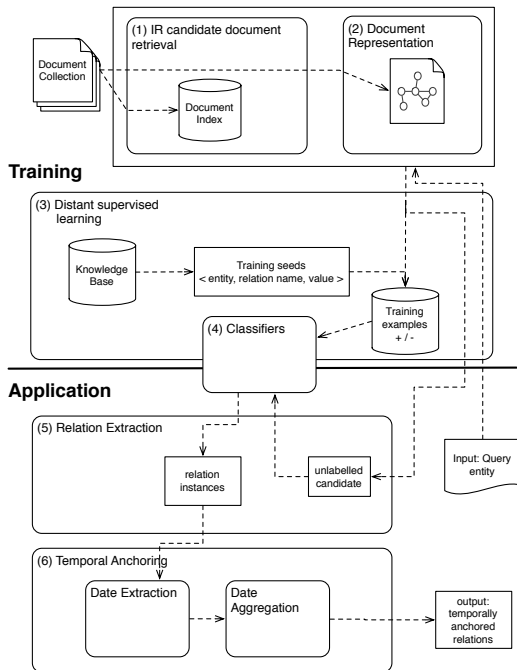 (1) IR candidate document
retrieval
(2) Document
Representation
Document
Collection
Document
Index
Training
(3) Distant supervised
learning
Knowledge
Base
Training seeds
< entity, relation name, value >
Training
examples
+ / -
(4) Classifiers
Application
(5) Relation Extraction
relation
instances
unlabelled
candidate
Input: Query
entity
(6) Temporal Anchoring
Date Extraction
Date
Aggregation
output:
temporally
anchored
relations